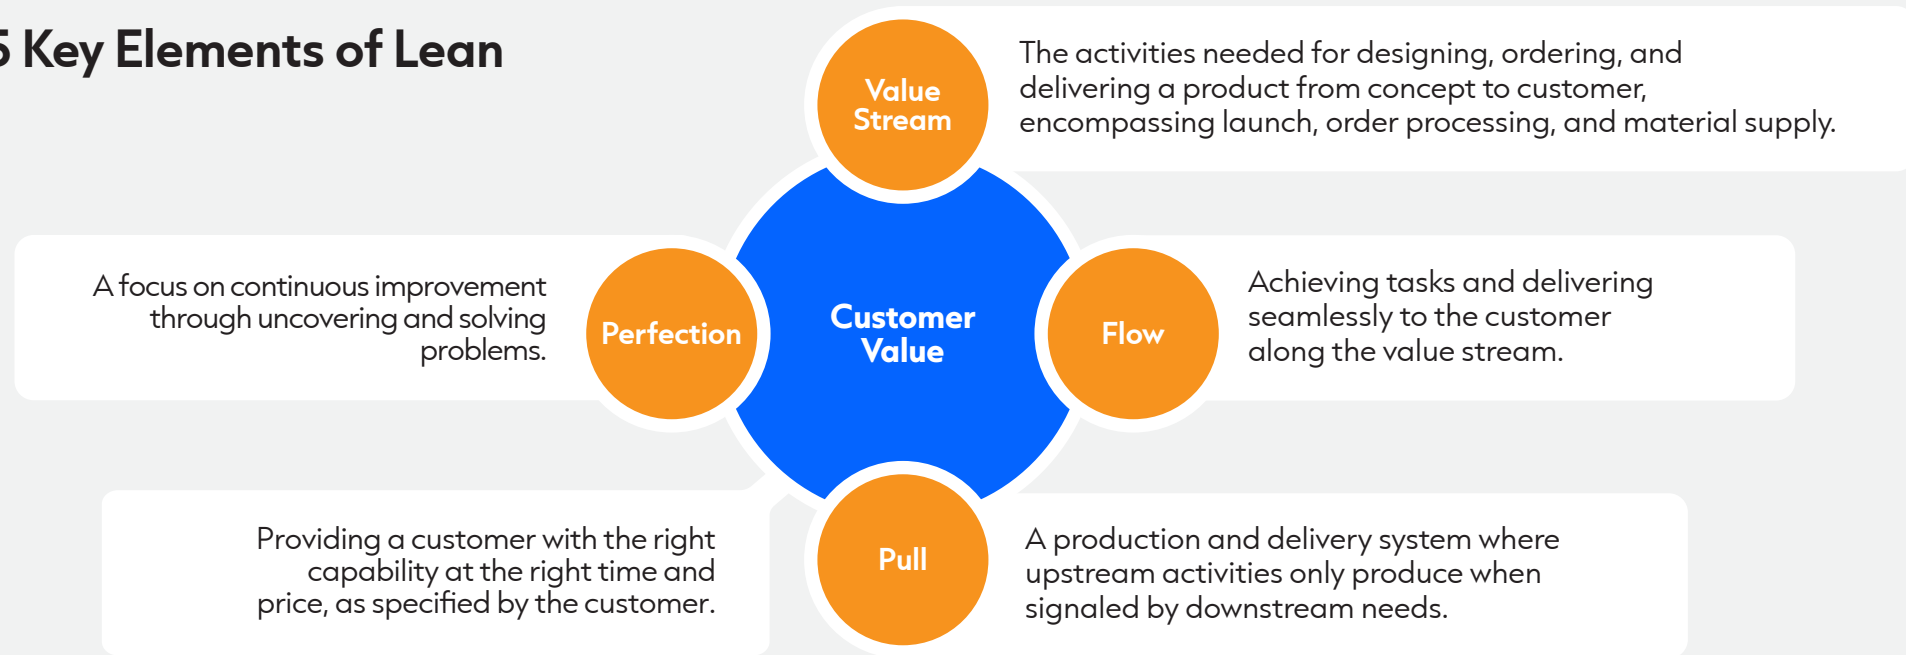 5 Key Elements of Lean
Value
Stream
The activities needed for designing, ordering, and
delivering a product from concept to customer,
encompassing launch, order processing, and material supply.
A focus on continuous improvement
through uncovering and solving
problems.
Perfection
Customer
Value
Flow
Achieving tasks and delivering
seamlessly to the customer
along the value stream.
Providing a customer with the right
capability at the right time and
price, as specified by the customer.
Pull
A production and delivery system where
upstream activities only produce when
signaled by downstream needs.